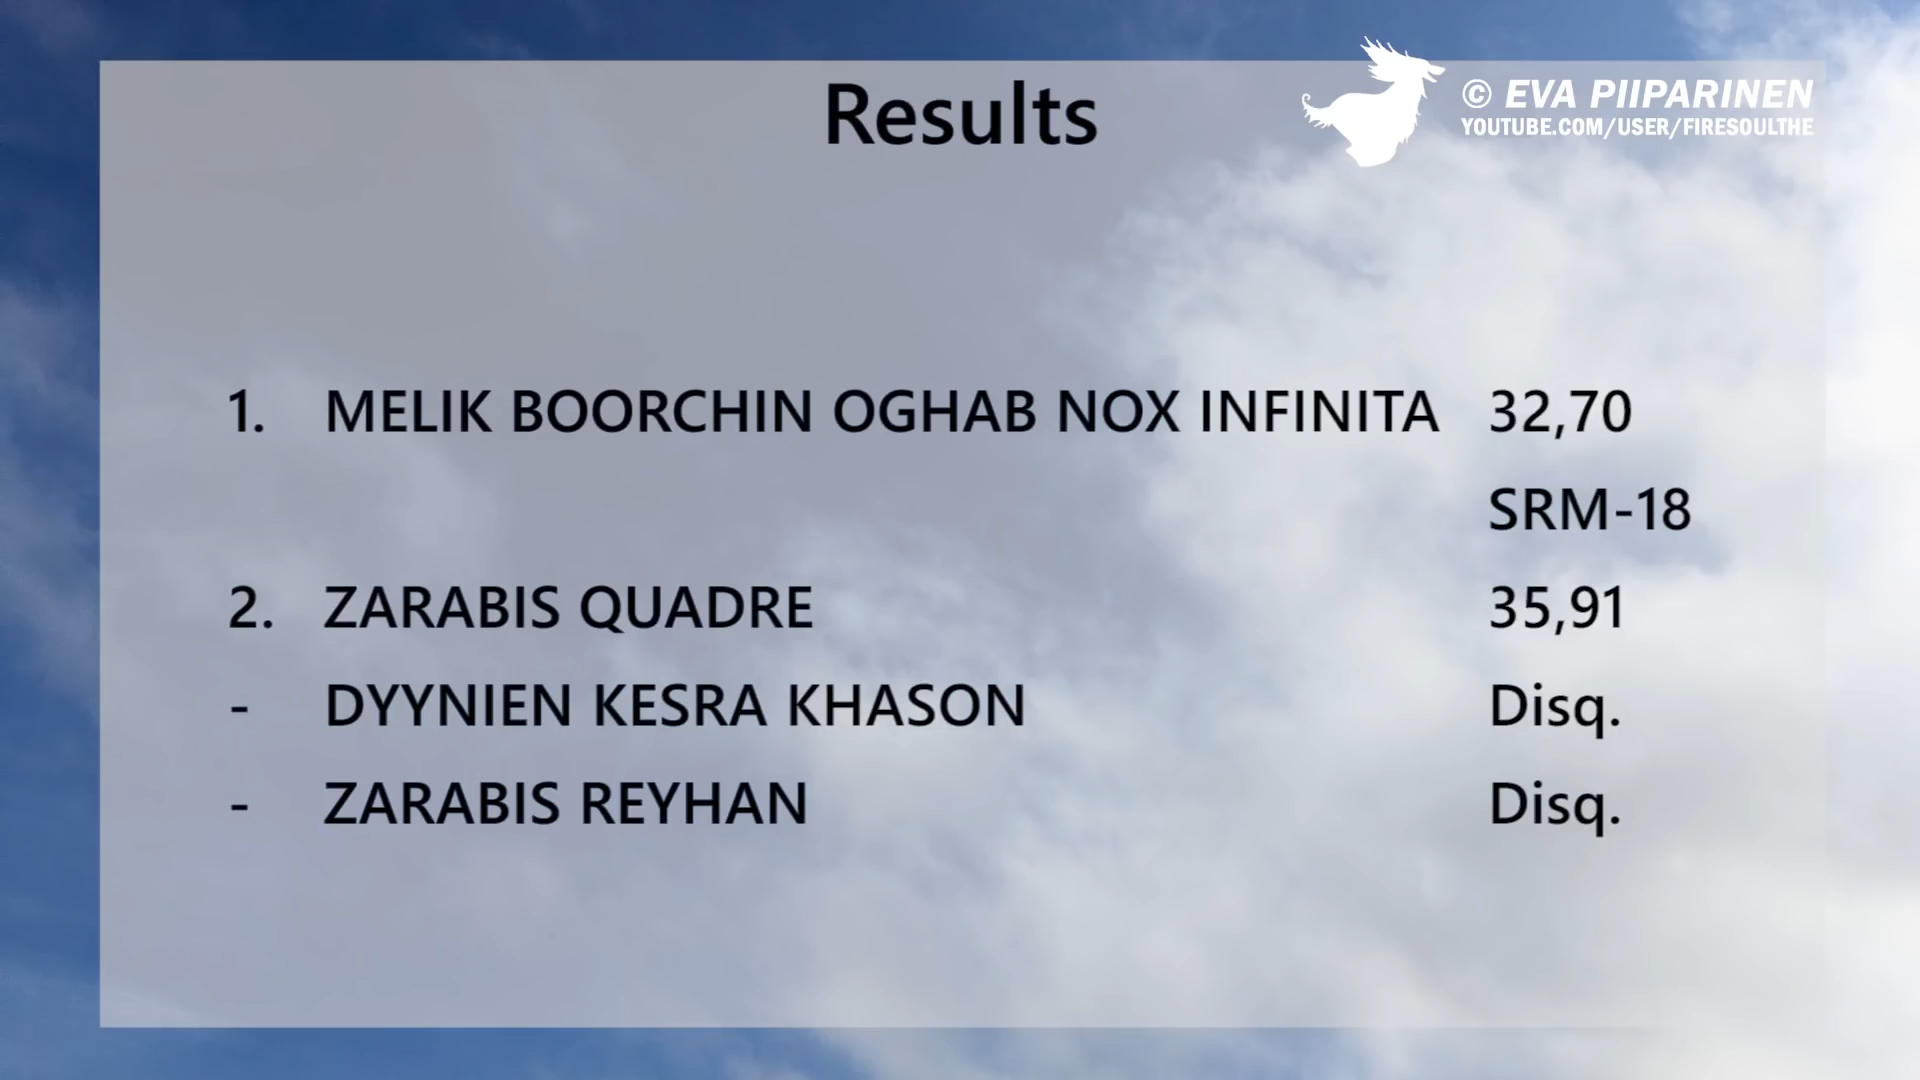 Results
© EVA PIIPARINEN
YOUTUBE.COM/USER/FIRESOULTHE
1. MELIK BOORCHIN OGHAB NOX INFINITA 32,70
SRM-18
2. ZARABIS QUADRE 35,91
- DYYNIEN KESRA KHASON Disq.
- ZARABIS REYHAN Disq.